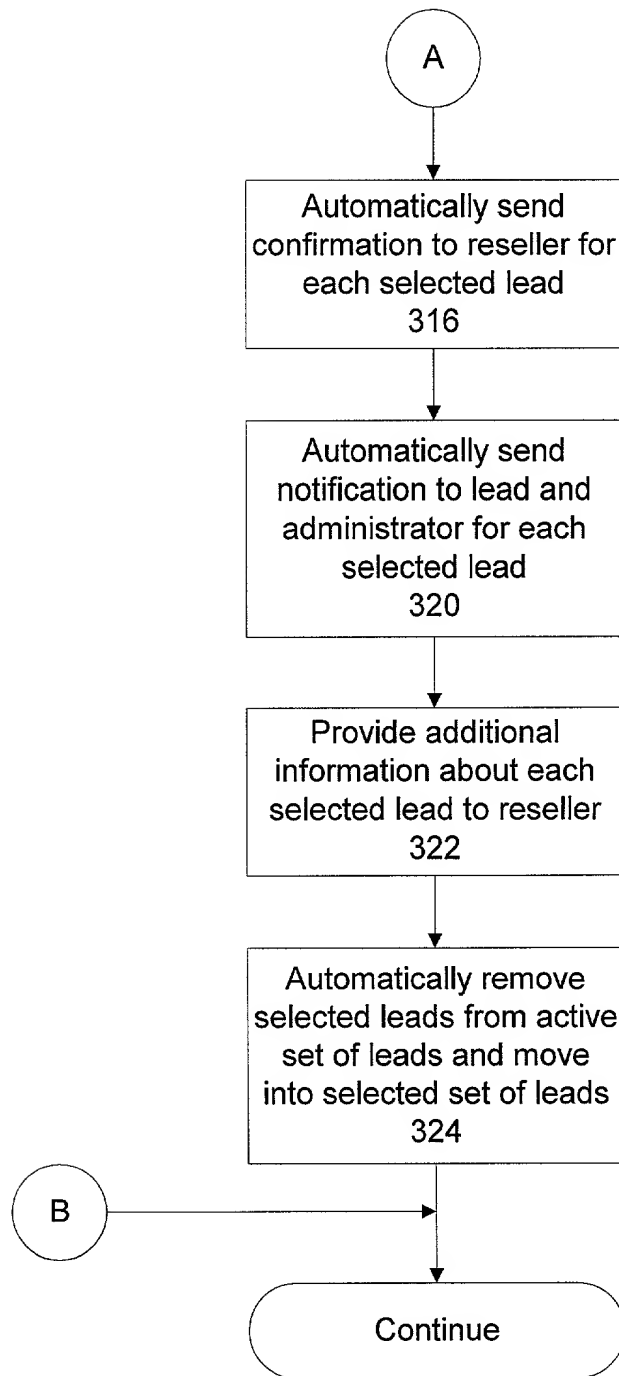 A
Automatically send
confirmation to reseller for
each selected lead
316
Automatically send
notification to lead and
administrator for each
selected lead
320
Provide additional
information about each
selected lead to reseller
322
Automatically remove
selected leads from active
set of leads and move
into selected set of leads
324
B
Continue